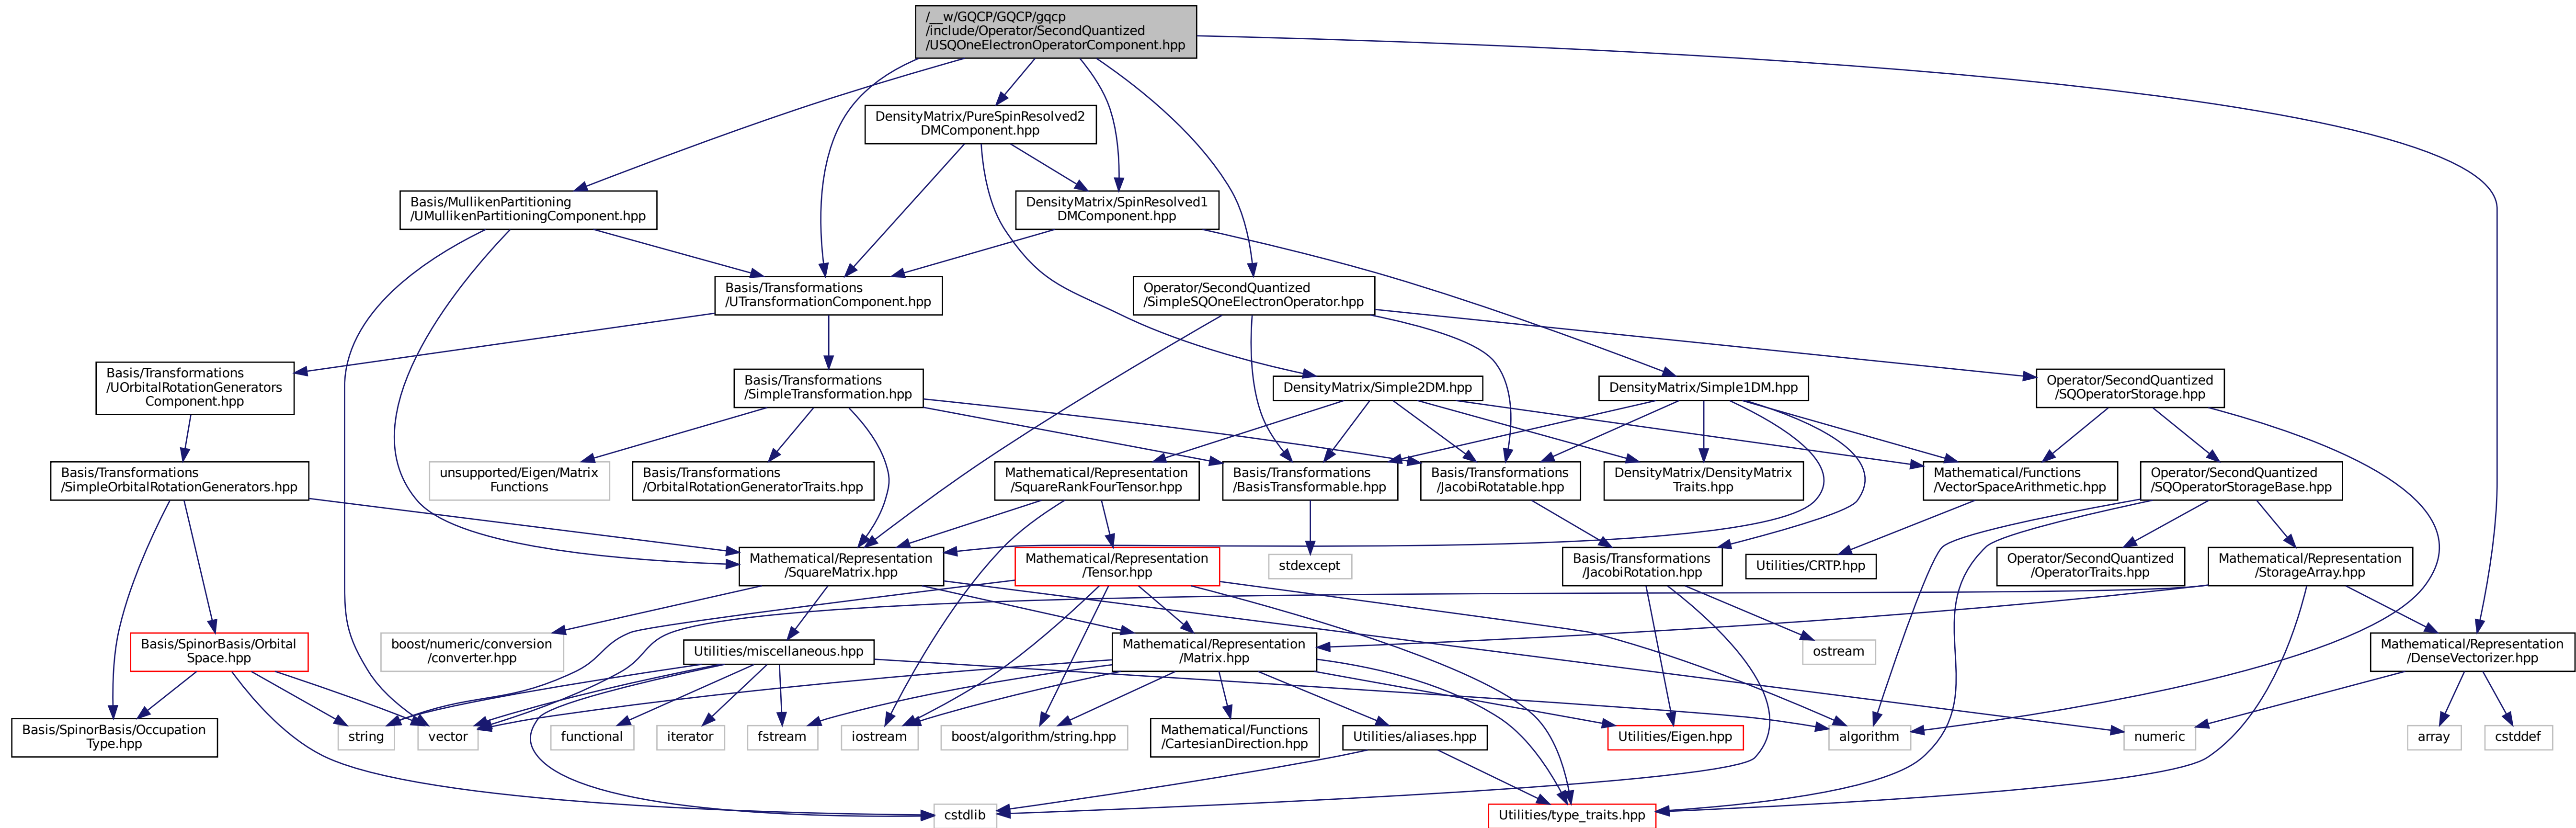 /__w/GQCP/GQCP/gqcp
/include/Operator/SecondQuantized
/USQOneElectronOperatorComponent.hpp
DensityMatrix/PureSpinResolved2
DMComponent.hpp
Basis/MullikenPartitioning
/UMullikenPartitioningComponent.hpp
DensityMatrix/SpinResolved1
DMComponent.hpp
Basis/Transformations
/UTransformationComponent.hpp
Operator/SecondQuantized
/SimpleSQOneElectronOperator.hpp
Basis/Transformations
/UOrbitalRotationGenerators
Component.hpp
Basis/Transformations
/SimpleTransformation.hpp
DensityMatrix/Simple2DM.hpp
DensityMatrix/Simple1DM.hpp
Operator/SecondQuantized
/SQOperatorStorage.hpp
Basis/Transformations
/SimpleOrbitalRotationGenerators.hpp
unsupported/Eigen/Matrix
Functions
Basis/Transformations
/OrbitalRotationGeneratorTraits.hpp
Mathematical/Representation
/SquareRankFourTensor.hpp
Basis/Transformations
/BasisTransformable.hpp
Basis/Transformations
/JacobiRotatable.hpp
DensityMatrix/DensityMatrix
Traits.hpp
Mathematical/Functions
/VectorSpaceArithmetic.hpp
Operator/SecondQuantized
/SQOperatorStorageBase.hpp
Mathematical/Representation
/SquareMatrix.hpp
Mathematical/Representation
/Tensor.hpp
stdexcept
Basis/Transformations
/JacobiRotation.hpp
Utilities/CRTP.hpp
Operator/SecondQuantized
/OperatorTraits.hpp
Mathematical/Representation
/StorageArray.hpp
Basis/SpinorBasis/Orbital
Space.hpp
boost/numeric/conversion
/converter.hpp
Utilities/miscellaneous.hpp
Mathematical/Representation
/Matrix.hpp
ostream
Mathematical/Representation
/DenseVectorizer.hpp
Basis/SpinorBasis/Occupation
Type.hpp
string
vector
functional
iterator
fstream
iostream
boost/algorithm/string.hpp
Mathematical/Functions
/CartesianDirection.hpp
Utilities/aliases.hpp
Utilities/Eigen.hpp
algorithm
numeric
array
cstddef
cstdlib
Utilities/type_traits.hpp